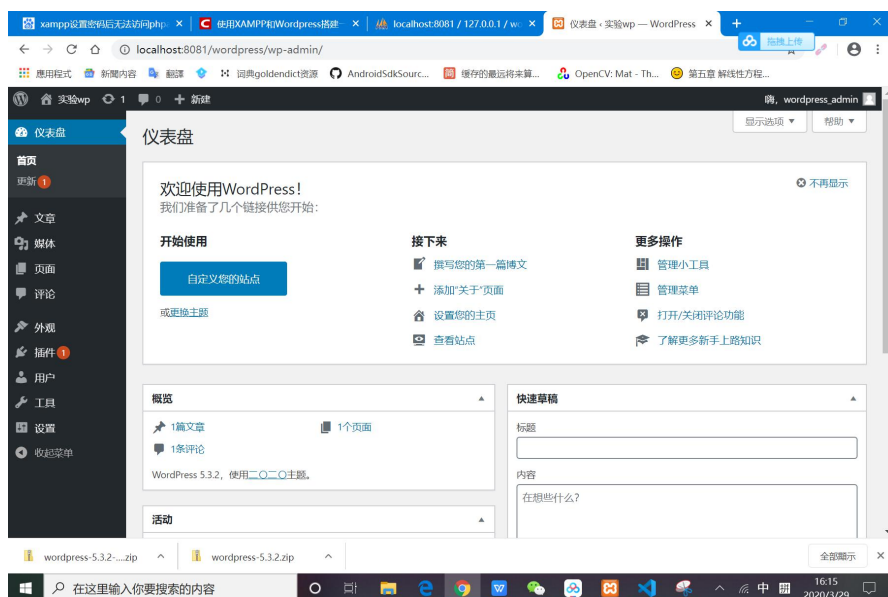 xampp设置密码后无法访问php
使用XAMPP和Wordpress搭建
localhost:8081 / 127.0.0.1 / wo
仪表盘 ‹ 实验wp — WordPress
localhost:8081/wordpress/wp-admin/
拖拽上传
应用程式
新聞内容
翻譯
词典goldendict资源
AndroidSdkSourc...
缓存的最远将来算...
OpenCV: Mat - Th...
第五章 解线性方程...
实验wp
1
0
新建
嗨，wordpress_admin
仪表盘
首页
更新 1
文章
媒体
页面
评论
外观
插件 1
用户
工具
设置
收起菜单
仪表盘
显示选项
帮助
欢迎使用WordPress！
不再显示
我们准备了几个链接供您开始：
开始使用
自定义您的站点
或更换主题
接下来
撰写您的第一篇博文
添加“关于”页面
设置您的主页
查看站点
更多操作
管理小工具
管理菜单
打开/关闭评论功能
了解更多新手上路知识
概览
1篇文章
1个页面
1条评论
WordPress 5.3.2，使用二〇二〇主题。
活动
快速草稿
标题
内容
在想些什么？
wordpress-5.3.2-....zip
wordpress-5.3.2.zip
全部顯示
在这里输入你要搜索的内容
中
16:15
2020/3/29